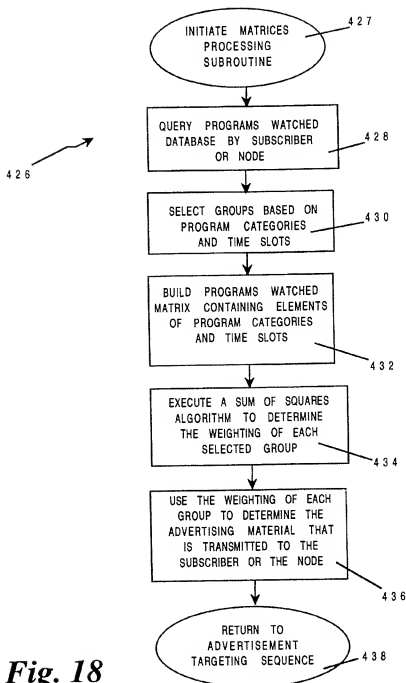 INITIATE MATRICES
PROCESSING
SUBROUTINE
427
QUERY PROGRAMS WATCHED
DATABASE BY SUBSCRIBER
OR NODE
428
426
SELECT GROUPS BASED ON
PROGRAM CATEGORIES
AND TIME SLOTS
430
BUILD PROGRAMS WATCHED
MATRIX CONTAINING ELEMENTS
OF PROGRAM CATEGORIES
AND TIME SLOTS
432
EXECUTE A SUM OF SQUARES
ALGORITHM TO DETERMINE
THE WEIGHTING OF EACH
SELECTED GROUP
434
USE THE WEIGHTING OF EACH
GROUP TO DETERMINE THE
ADVERTISING MATERIAL THAT
IS TRANSMITTED TO THE
SUBSCRIBER OR THE NODE
436
RETURN TO
ADVERTISEMENT
TARGETING SEQUENCE
438
Fig. 18